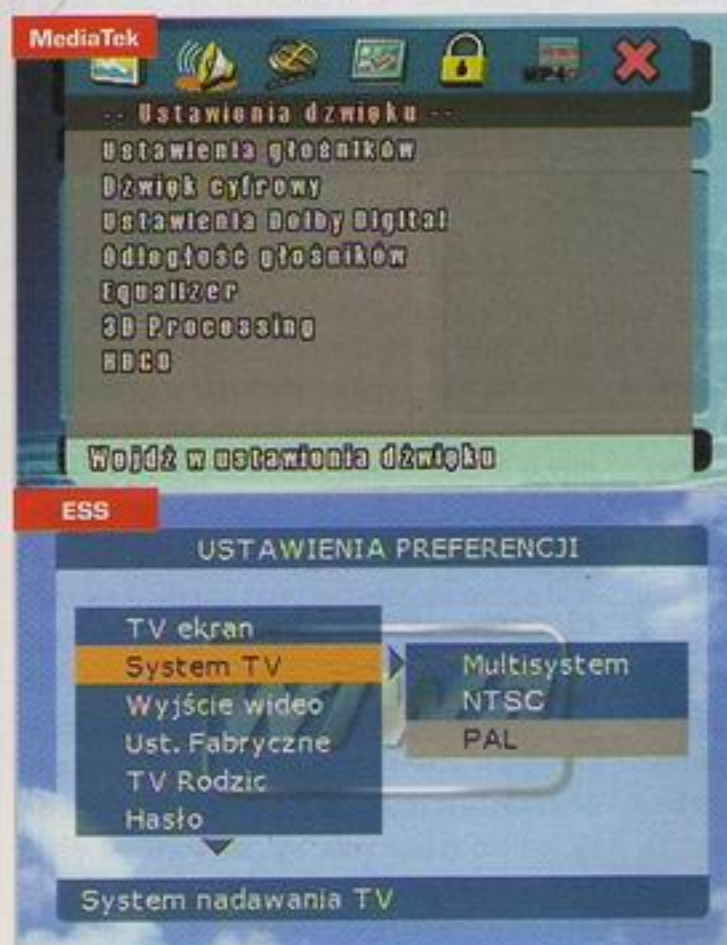 MediaTek
MP4
-- Ustawienia dzwięku --
Ustawienia głośników
Dźwięk cyfrowy
Ustawienia Dolby Digital
Odległość głośników
Equalizer
3D Processing
HDCD
Wejdź w ustawienia dźwięku
ESS
USTAWIENIA PREFERENCJI
TV ekran
System TV
Multisystem
Wyjście wideo
NTSC
Ust. Fabryczne
PAL
TV Rodzic
Hasło
System nadawania TV